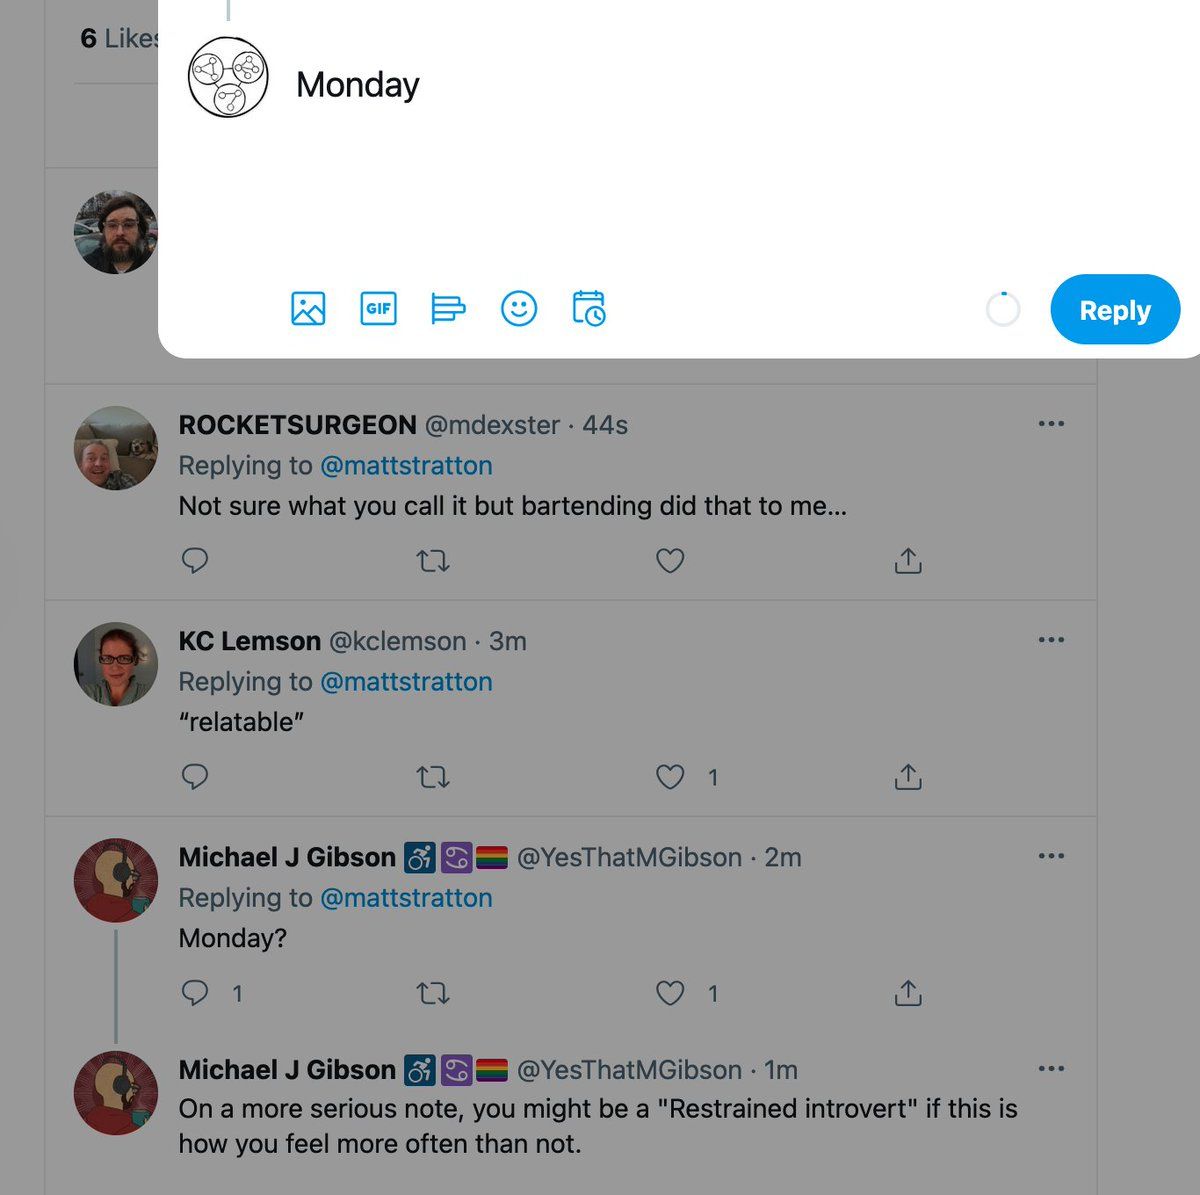 6 Likes
Monday
GIF
Reply
ROCKETSURGEON @mdexster · 44s
Replying to @mattstratton
Not sure what you call it but bartending did that to me...
KC Lemson @kclemson · 3m
Replying to @mattstratton
“relatable”
1
Michael J Gibson ♿♋🏳️‍🌈 @YesThatMGibson · 2m
Replying to @mattstratton
Monday?
1 1
Michael J Gibson ♿♋🏳️‍🌈 @YesThatMGibson · 1m
On a more serious note, you might be a "Restrained introvert" if this is
how you feel more often than not.